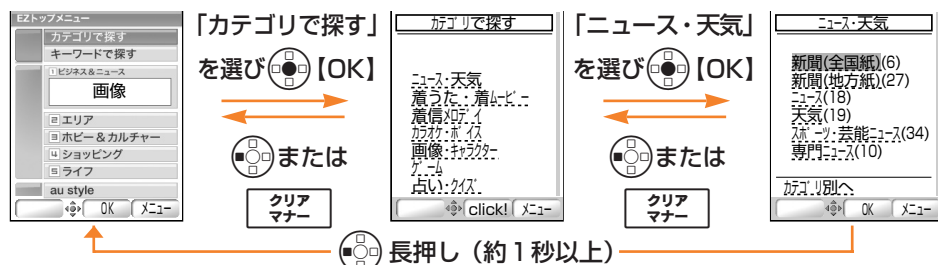 EZトップメニュー
カテゴリで探す
キーワードで探す
1 ビジネス&ニュース
画像
2 エリア
3 ホビー&カルチャー
4 ショッピング
5 ライフ
au style
OK メニュー
「カテゴリで探す」
を選び【OK】
または
クリア
マナー
ｶﾃｺﾞﾘで探す
ﾆｭｰｽ・天気
着うた・着ﾑｰﾋﾞｰ
着信ﾒﾛﾃﾞｨ
ｶﾗｵｹ・ﾎﾞｲｽ
画像・ｷｬﾗｸﾀｰ
ｹﾞｰﾑ
占い・ｸｲｽﾞ
click! メニュー
「ニュース・天気」
を選び【OK】
または
クリア
マナー
ﾆｭｰｽ・天気
新聞(全国紙)(6)
新聞(地方紙)(27)
ﾆｭｰｽ(18)
天気(19)
ｽﾎﾟｰﾂ・芸能ﾆｭｰｽ(34)
専門ﾆｭｰｽ(10)
ｶﾃｺﾞﾘ別へ
OK メニュー
長押し（約1秒以上）